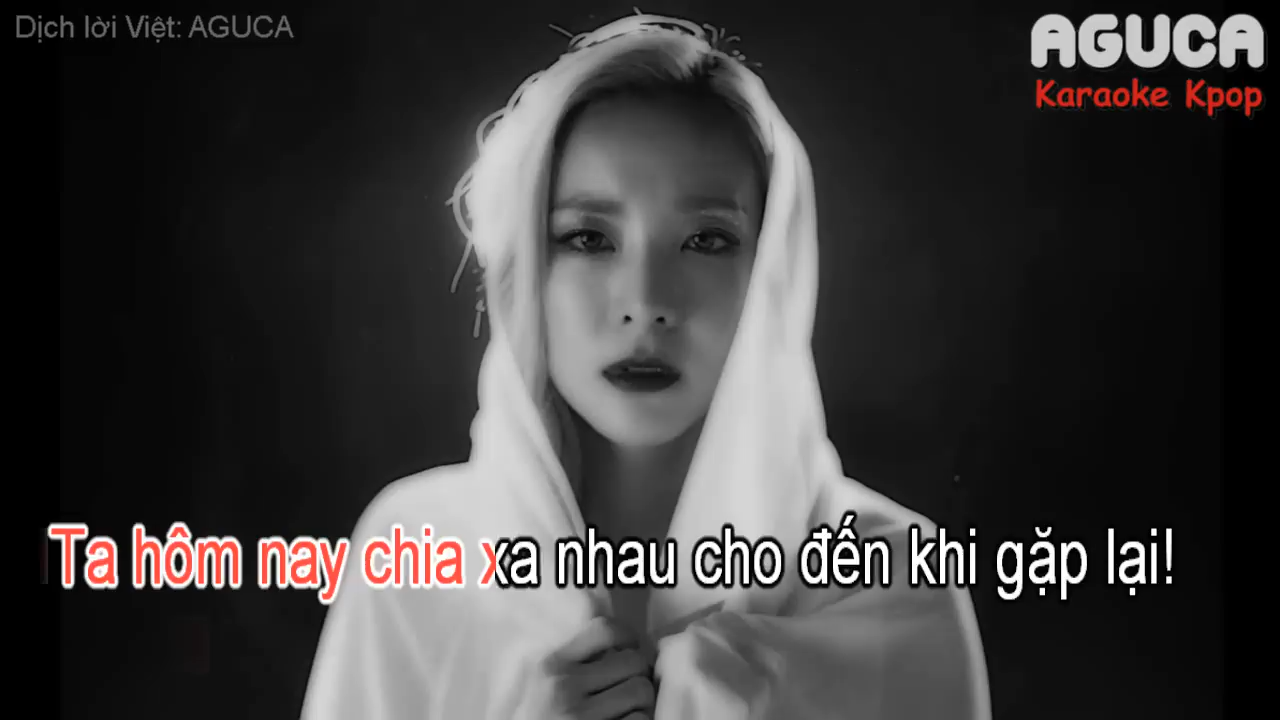 Dịch lời Việt: AGUCA
AGUCA
Karaoke Kpop
Ta hôm nay chia xa nhau cho đến khi gặp lại!